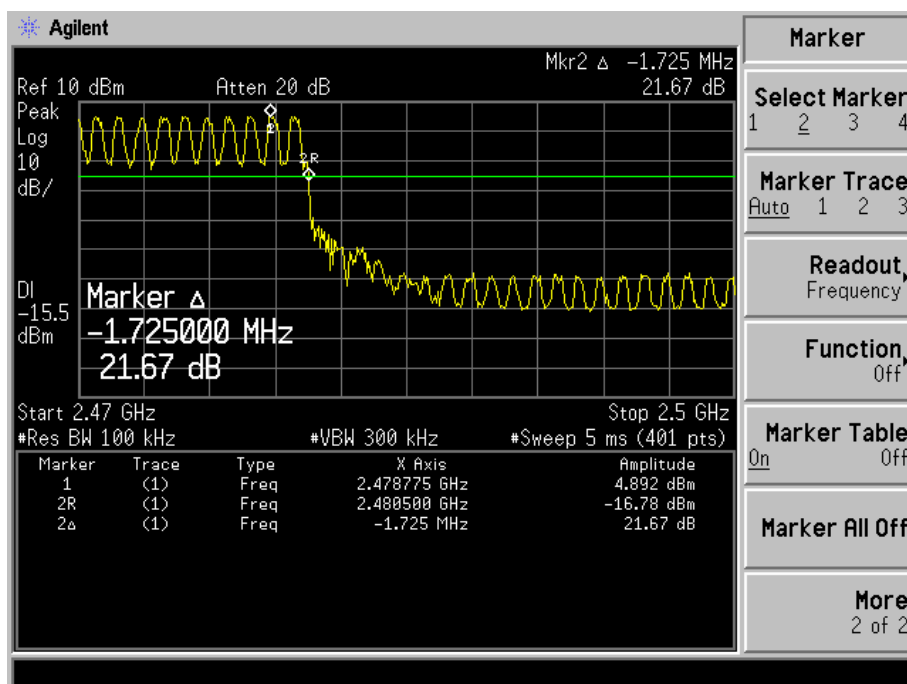 Agilent
Marker
Mkr2 Δ -1.725 MHz
Ref 10 dBm Atten 20 dB 21.67 dB
Peak
Log
10
dB/
1
2R
DI
-15.5
dBm
Marker Δ
-1.725000 MHz
21.67 dB
Start 2.47 GHz Stop 2.5 GHz
#Res BW 100 kHz #VBW 300 kHz #Sweep 5 ms (401 pts)
Marker Trace Type X Axis Amplitude
1 (1) Freq 2.478775 GHz 4.892 dBm
2R (1) Freq 2.480500 GHz -16.78 dBm
2Δ (1) Freq -1.725 MHz 21.67 dB
Select Marker
1 2 3 4
Marker Trace
Auto 1 2 3
Readout
Frequency
Function
Off
Marker Table
On Off
Marker All Off
More
2 of 2